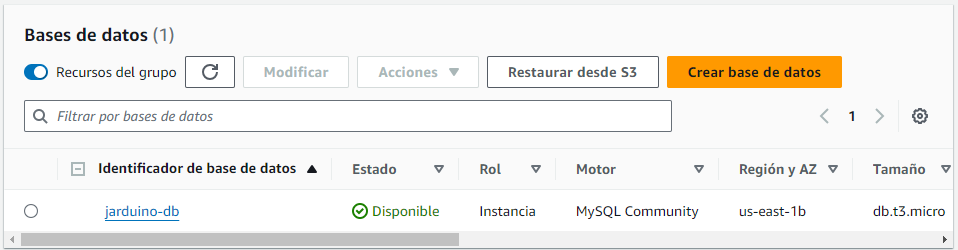 Bases de datos (1)
Recursos del grupo Modificar Acciones Restaurar desde S3 Crear base de datos
Filtrar por bases de datos 1
Identificador de base de datos Estado Rol Motor Región y AZ Tamaño
jarduino-db Disponible Instancia MySQL Community us-east-1b db.t3.micro